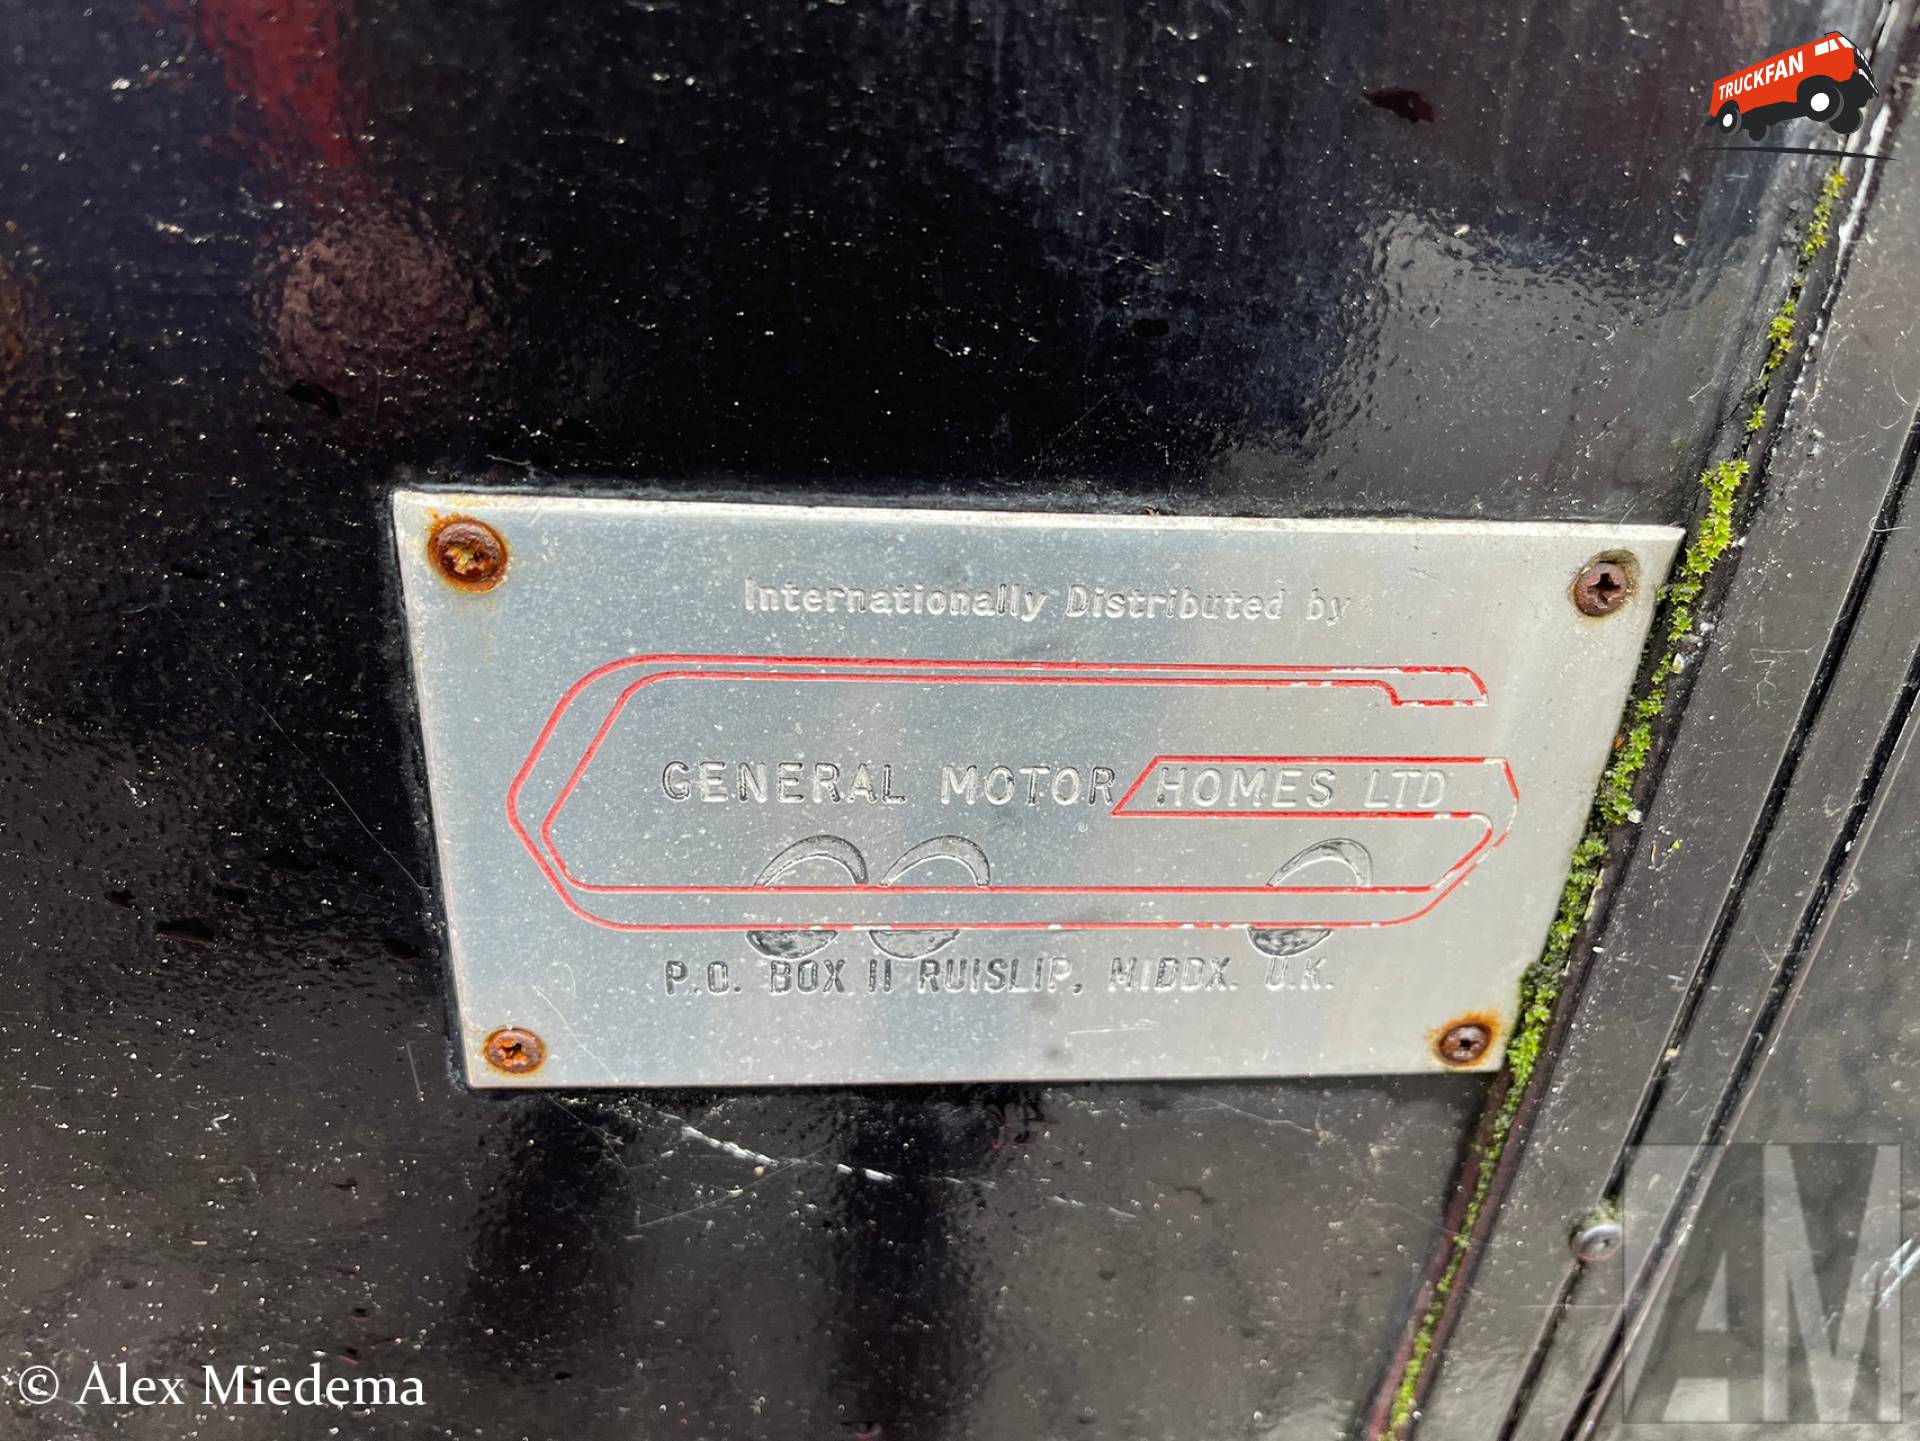 TRUCKFAN
Internationally Distributed by
GENERAL MOTOR HOMES LTD
P.O. BOX 11 RUISLIP, MIDDX. U.K.
AM
© Alex Miedema